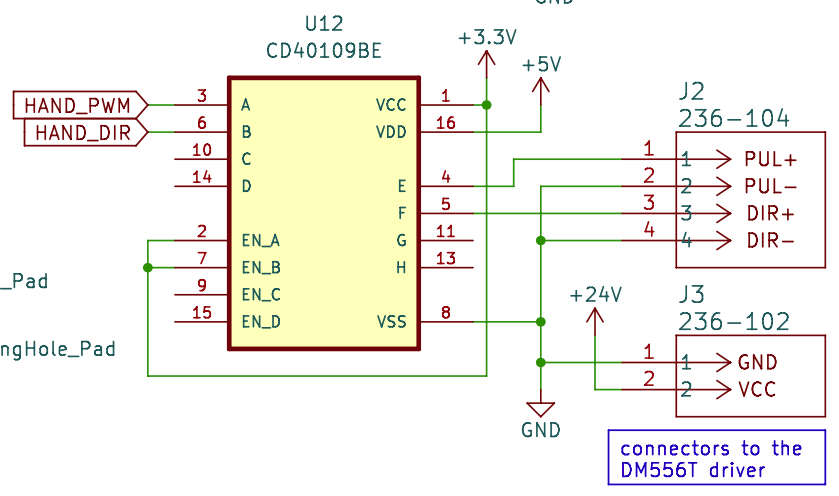 GND
U12
CD40109BE
+3.3V
+5V
HAND_PWM 3 A VCC 1
HAND_DIR 6 B VDD 16
10 C
14 D E 4
F 5
2 EN_A G 11
7 EN_B H 13
9 EN_C
15 EN_D VSS 8
J2
236-104
1 1 PUL+
2 2 PUL-
3 3 DIR+
4 4 DIR-
_Pad
ngHole_Pad
+24V
J3
236-102
1 1 GND
2 2 VCC
GND
connectors to the
DM556T driver